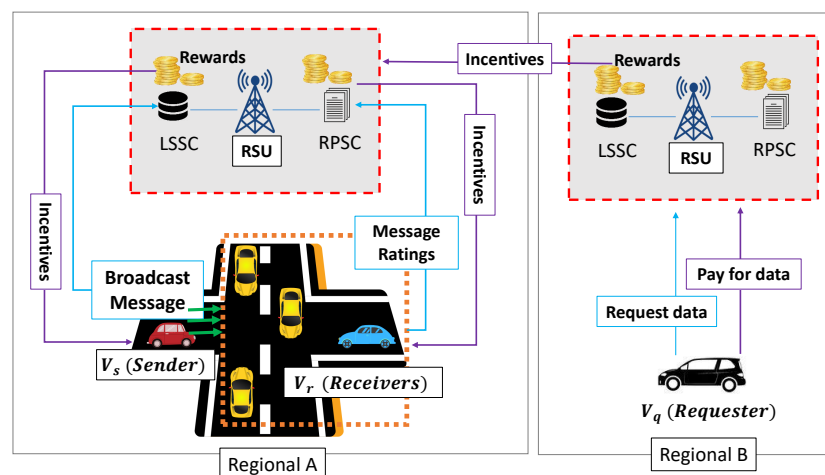 Rewards
LSSC
RSU
RPSC
Incentives
Incentives
Incentives
Broadcast
Message
Message
Ratings
V_s (Sender)
V_r (Receivers)
Regional A
Rewards
LSSC
RSU
RPSC
Request data
Pay for data
V_q (Requester)
Regional B